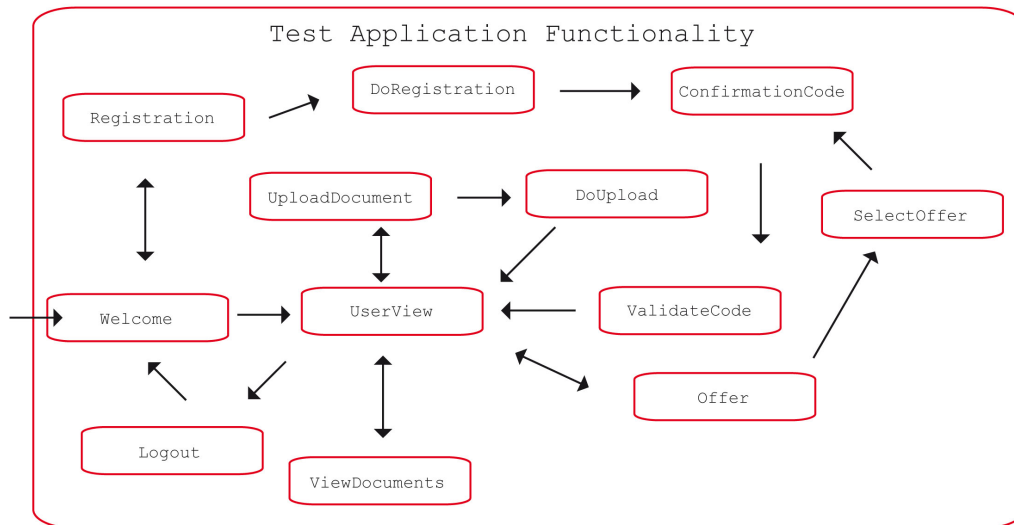 Test Application Functionality
DoRegistration
ConfirmationCode
Registration
UploadDocument
DoUpload
SelectOffer
Welcome
UserView
ValidateCode
Offer
Logout
ViewDocuments